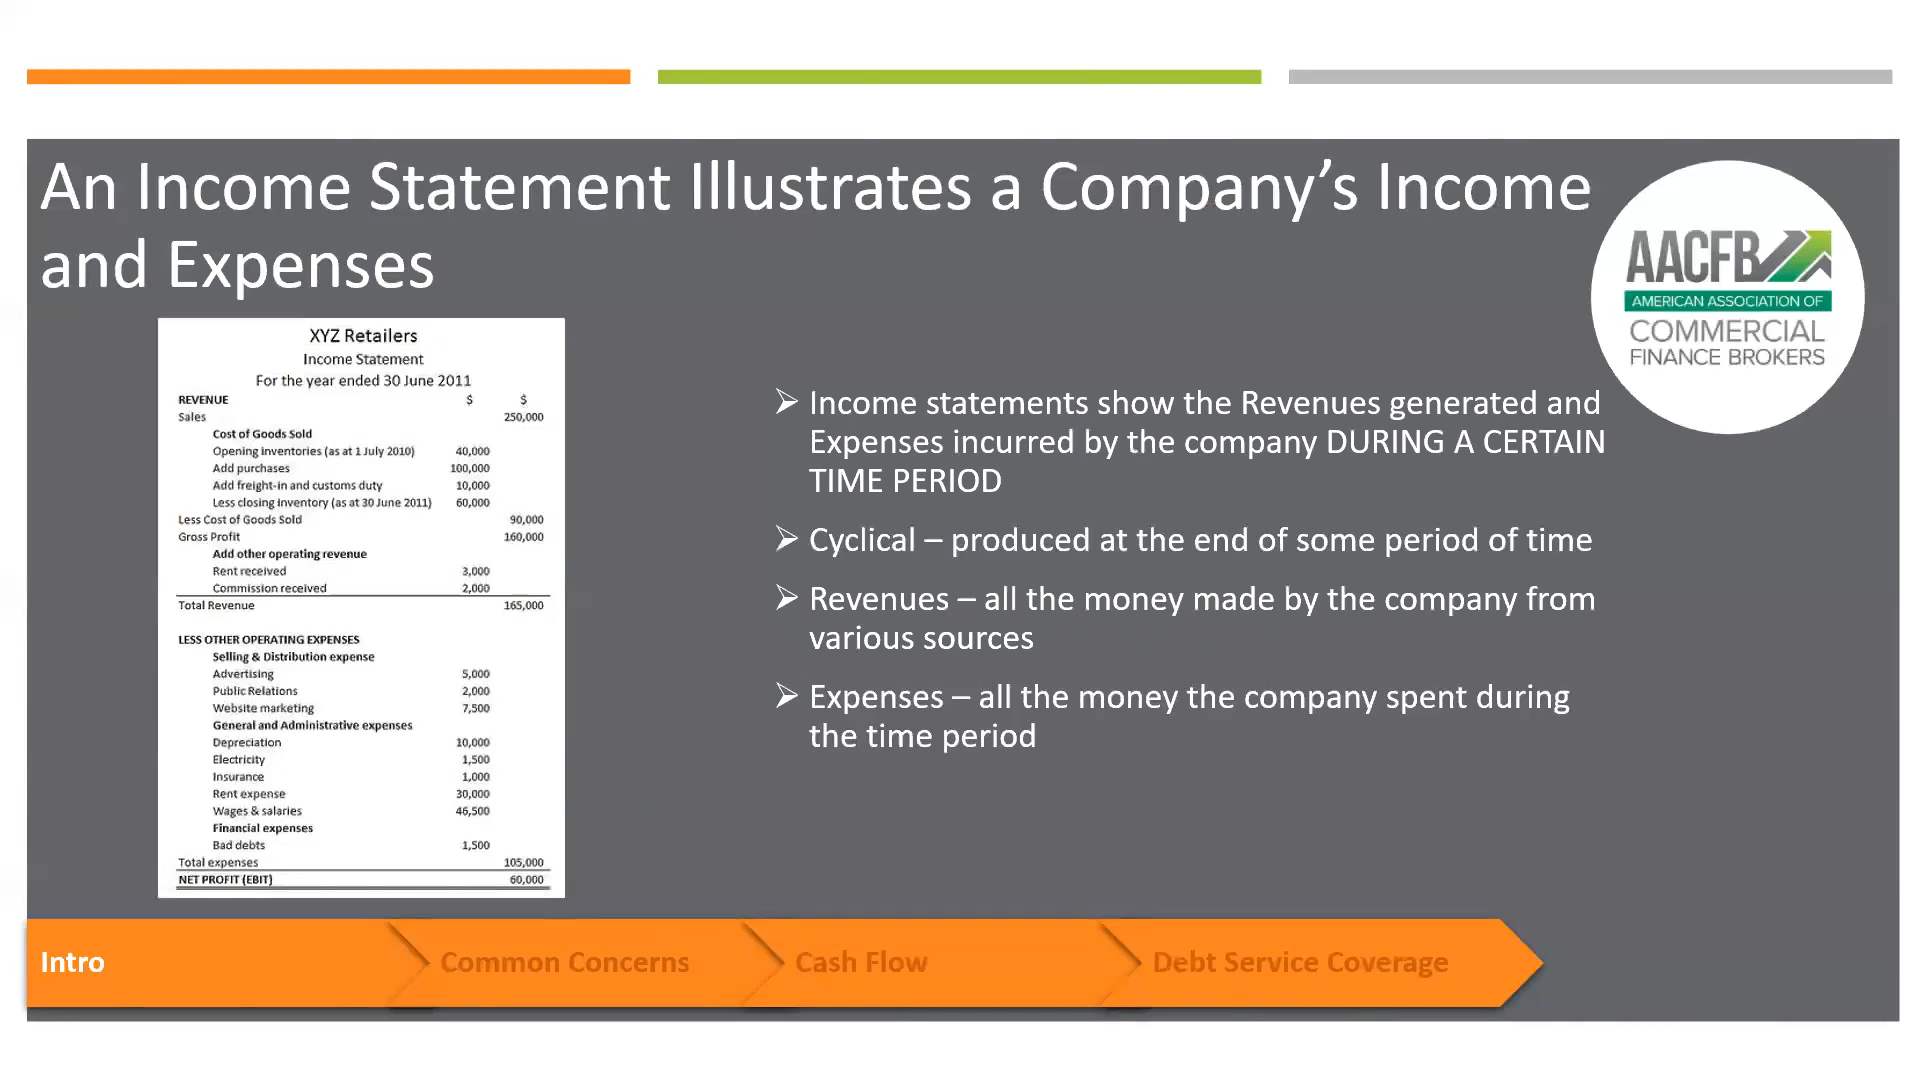 An Income Statement Illustrates a Company's Income
and Expenses
AACFB
AMERICAN ASSOCIATION OF
COMMERCIAL
FINANCE BROKERS
XYZ Retailers
Income Statement
For the year ended 30 June 2011
REVENUE $ $
Sales 250,000
Cost of Goods Sold
Opening inventories (as at 1 July 2010) 40,000
Add purchases 100,000
Add freight-in and customs duty 10,000
Less closing inventory (as at 30 June 2011) 60,000
Less Cost of Goods Sold 90,000
Gross Profit 160,000
Add other operating revenue
Rent received 3,000
Commission received 2,000
Total Revenue 165,000
LESS OTHER OPERATING EXPENSES
Selling & Distribution expense
Advertising 5,000
Public Relations 2,000
Website marketing 7,500
General and Administrative expenses
Depreciation 10,000
Electricity 1,500
Insurance 1,000
Rent expense 30,000
Wages & salaries 46,500
Financial expenses
Bad debts 1,500
Total expenses 105,000
NET PROFIT (EBIT) 60,000
➢ Income statements show the Revenues generated and
Expenses incurred by the company DURING A CERTAIN
TIME PERIOD
➢ Cyclical – produced at the end of some period of time
➢ Revenues – all the money made by the company from
various sources
➢ Expenses – all the money the company spent during
the time period
Intro
Common Concerns
Cash Flow
Debt Service Coverage